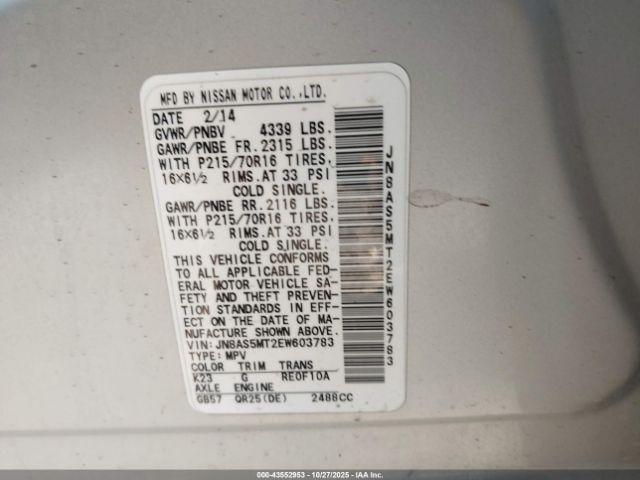 MFD BY NISSAN MOTOR CO.,LTD.
DATE 2/14
GVWR/PNBV 4339 LBS.
GAWR/PNBE FR. 2315 LBS.
WITH P215/70R16 TIRES,
16X6 1/2 RIMS. AT 33 PSI
COLD SINGLE.
GAWR/PNBE RR. 2116 LBS.
WITH P215/70R16 TIRES,
16X6 1/2 RIMS. AT 33 PSI
COLD SINGLE.
THIS VEHICLE CONFORMS
TO ALL APPLICABLE FED-
ERAL MOTOR VEHICLE SA-
FETY AND THEFT PREVEN-
TION STANDARDS IN EFF-
ECT ON THE DATE OF MA-
NUFACTURE SHOWN ABOVE.
VIN: JN8AS5MT2EW603783
TYPE: MPV
COLOR TRIM TRANS
K23 G RE0F10A
AXLE ENGINE
GB57 QR25(DE) 2488CC
JN8AS5MT2EW603783
000-43552953 | 10/27/2025 | IAA Inc.